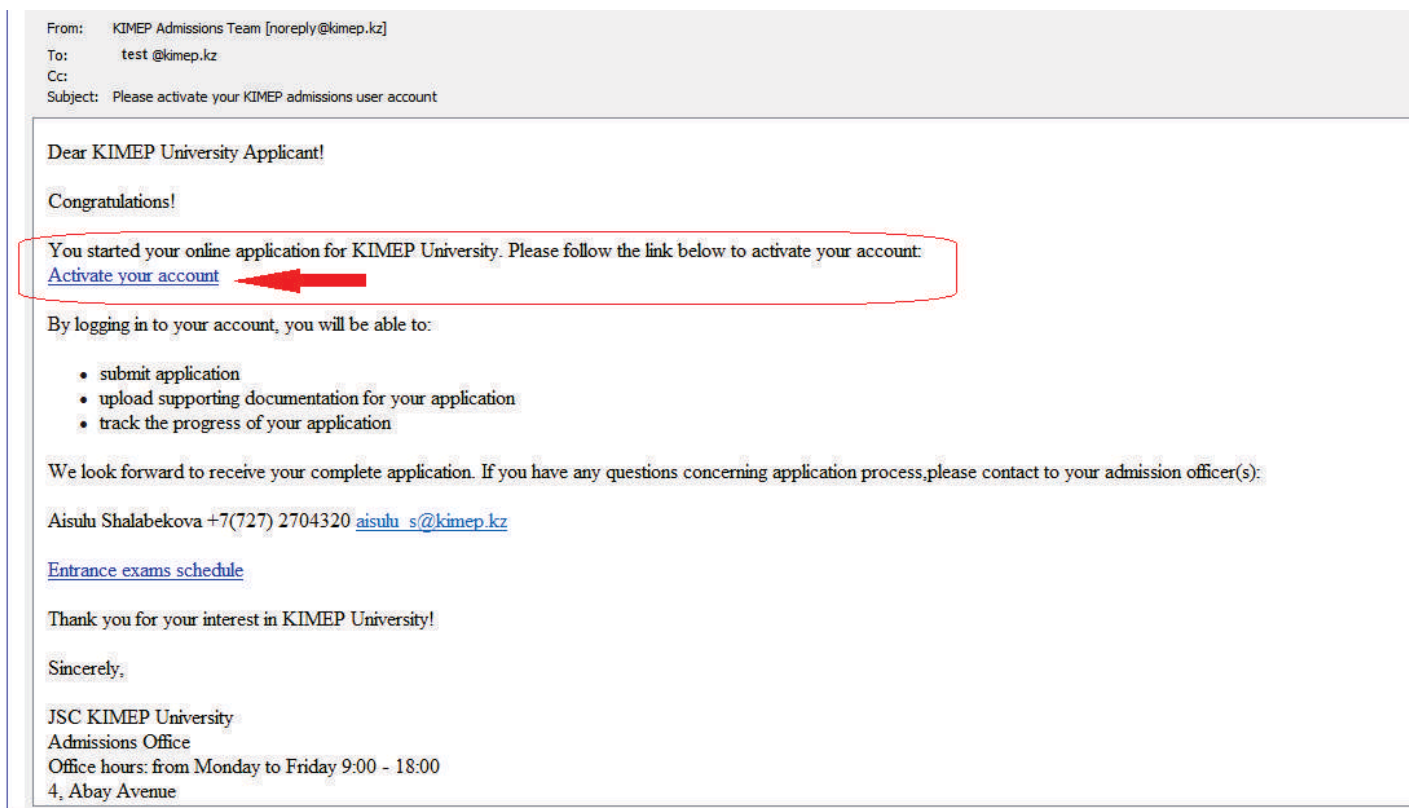 From: KIMEP Admissions Team [noreply@kimep.kz]
To: test @kimep.kz
Cc:
Subject: Please activate your KIMEP admissions user account
Dear KIMEP University Applicant!
Congratulations!
You started your online application for KIMEP University. Please follow the link below to activate your account:
Activate your account
By logging in to your account, you will be able to:
• submit application
• upload supporting documentation for your application
• track the progress of your application
We look forward to receive your complete application. If you have any questions concerning application process,please contact to your admission officer(s):
Aisulu Shalabekova +7(727) 2704320 aisulu_s@kimep.kz
Entrance exams schedule
Thank you for your interest in KIMEP University!
Sincerely,
JSC KIMEP University
Admissions Office
Office hours: from Monday to Friday 9:00 - 18:00
4, Abay Avenue